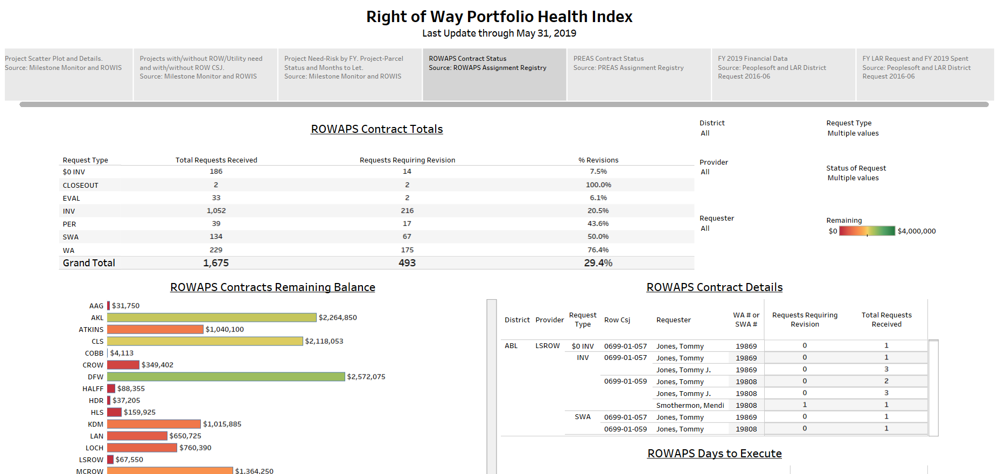 Right of Way Portfolio Health Index
Last Update through May 31, 2019
Project Scatter Plot and Details.
Source: Milestone Monitor and ROWIS
Projects with/without ROW/Utility need
and with/without ROW CSJ.
Source: Milestone Monitor and ROWIS
Project Need-Risk by FY. Project-Parcel
Status and Months to Let.
Source: Milestone Monitor and ROWIS
ROWAPS Contract Status
Source: ROWAPS Assignment Registry
PREAS Contract Status
Source: PREAS Assignment Registry
FY 2019 Financial Data
Source: Peoplesoft and LAR District
Request 2016-06
FY LAR Request and FY 2019 Spent
Source: Peoplesoft and LAR District
Request 2016-06
ROWAPS Contract Totals
Request Type Total Requests Received Requests Requiring Revision % Revisions
$0 INV 186 14 7.5%
CLOSEOUT 2 2 100.0%
EVAL 33 2 6.1%
INV 1,052 216 20.5%
PER 39 17 43.6%
SWA 134 67 50.0%
WA 229 175 76.4%
Grand Total 1,675 493 29.4%
District
All
Request Type
Multiple values
Provider
All
Status of Request
Multiple values
Requester
All
Remaining
$0 $4,000,000
ROWAPS Contracts Remaining Balance
AAG $31,750
AKL $2,264,850
ATKINS $1,040,100
CLS $2,118,053
COBB $4,113
CROW $349,402
DFW $2,572,075
HALFF $88,355
HDR $37,205
HLS $159,925
KDM $1,015,885
LAN $650,725
LOCH $760,390
LSROW $67,550
MCROW $1,364,250
ROWAPS Contract Details
District Provider Request Type Row Csj Requester WA # or SWA # Requests Requiring Revision Total Requests Received
ABL LSROW $0 INV 0699-01-057 Jones, Tommy 19869 0 1
INV 0699-01-057 Jones, Tommy 19869 0 1
Jones, Tommy J. 19869 0 3
0699-01-059 Jones, Tommy 19808 0 2
Jones, Tommy J. 19808 0 3
Smothermon, Mendi 19808 1 1
SWA 0699-01-057 Jones, Tommy 19869 0 1
0699-01-059 Jones, Tommy 19808 0 1
ROWAPS Days to Execute